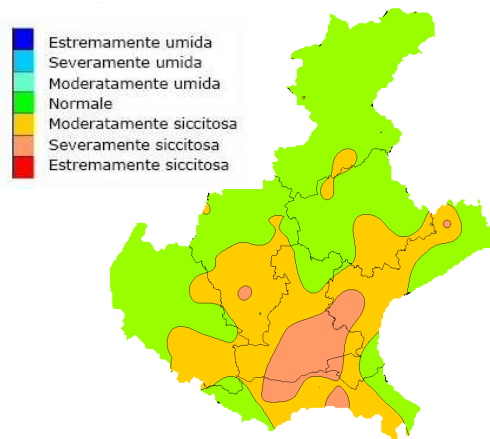 Estremamente umida
Severamente umida
Moderatamente umida
Normale
Moderatamente siccitosa
Severamente siccitosa
Estremamente siccitosa